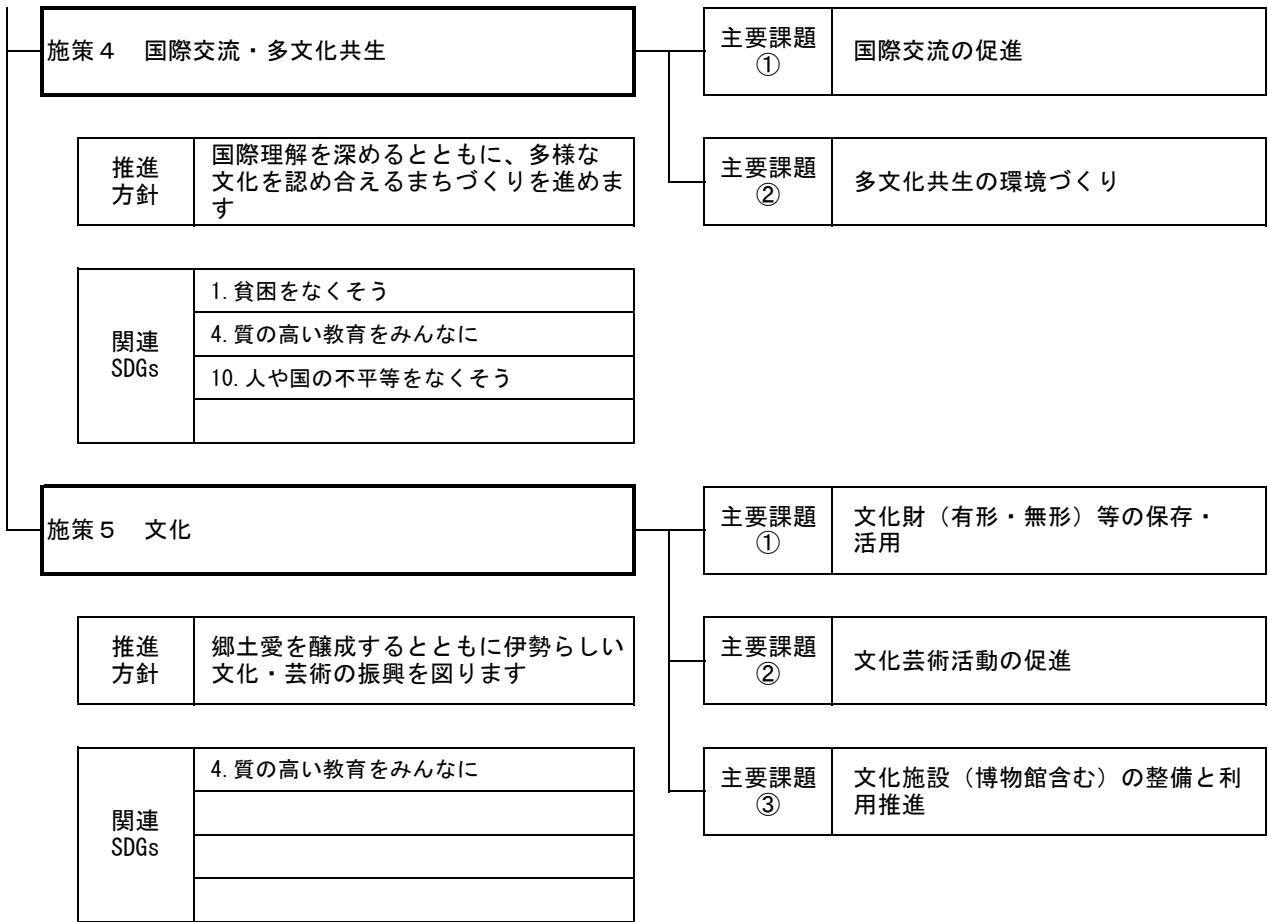 施策４　国際交流・多文化共生
主要課題
①
国際交流の促進
推進
方針
国際理解を深めるとともに、多様な
文化を認め合えるまちづくりを進めま
す
主要課題
②
多文化共生の環境づくり
関連
SDGs
1.貧困をなくそう
4.質の高い教育をみんなに
10.人や国の不平等をなくそう
施策５　文化
主要課題
①
文化財（有形・無形）等の保存・
活用
推進
方針
郷土愛を醸成するとともに伊勢らしい
文化・芸術の振興を図ります
主要課題
②
文化芸術活動の促進
関連
SDGs
4.質の高い教育をみんなに
主要課題
③
文化施設（博物館含む）の整備と利
用推進